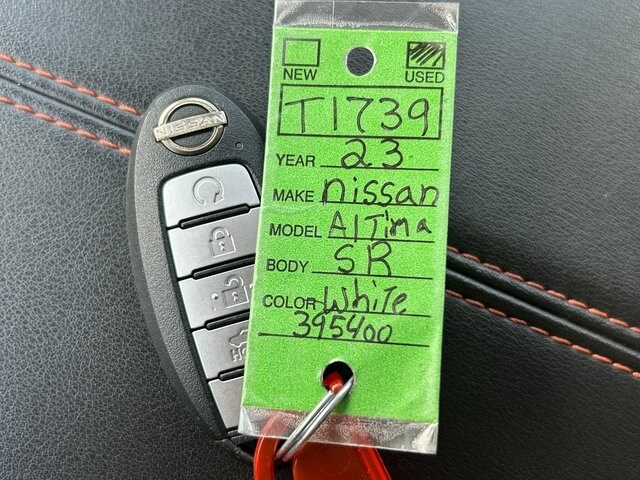 NEW USED
T1739
YEAR 23
MAKE nissan
MODEL AlTima
BODY SR
COLOR White
395400
NISSAN